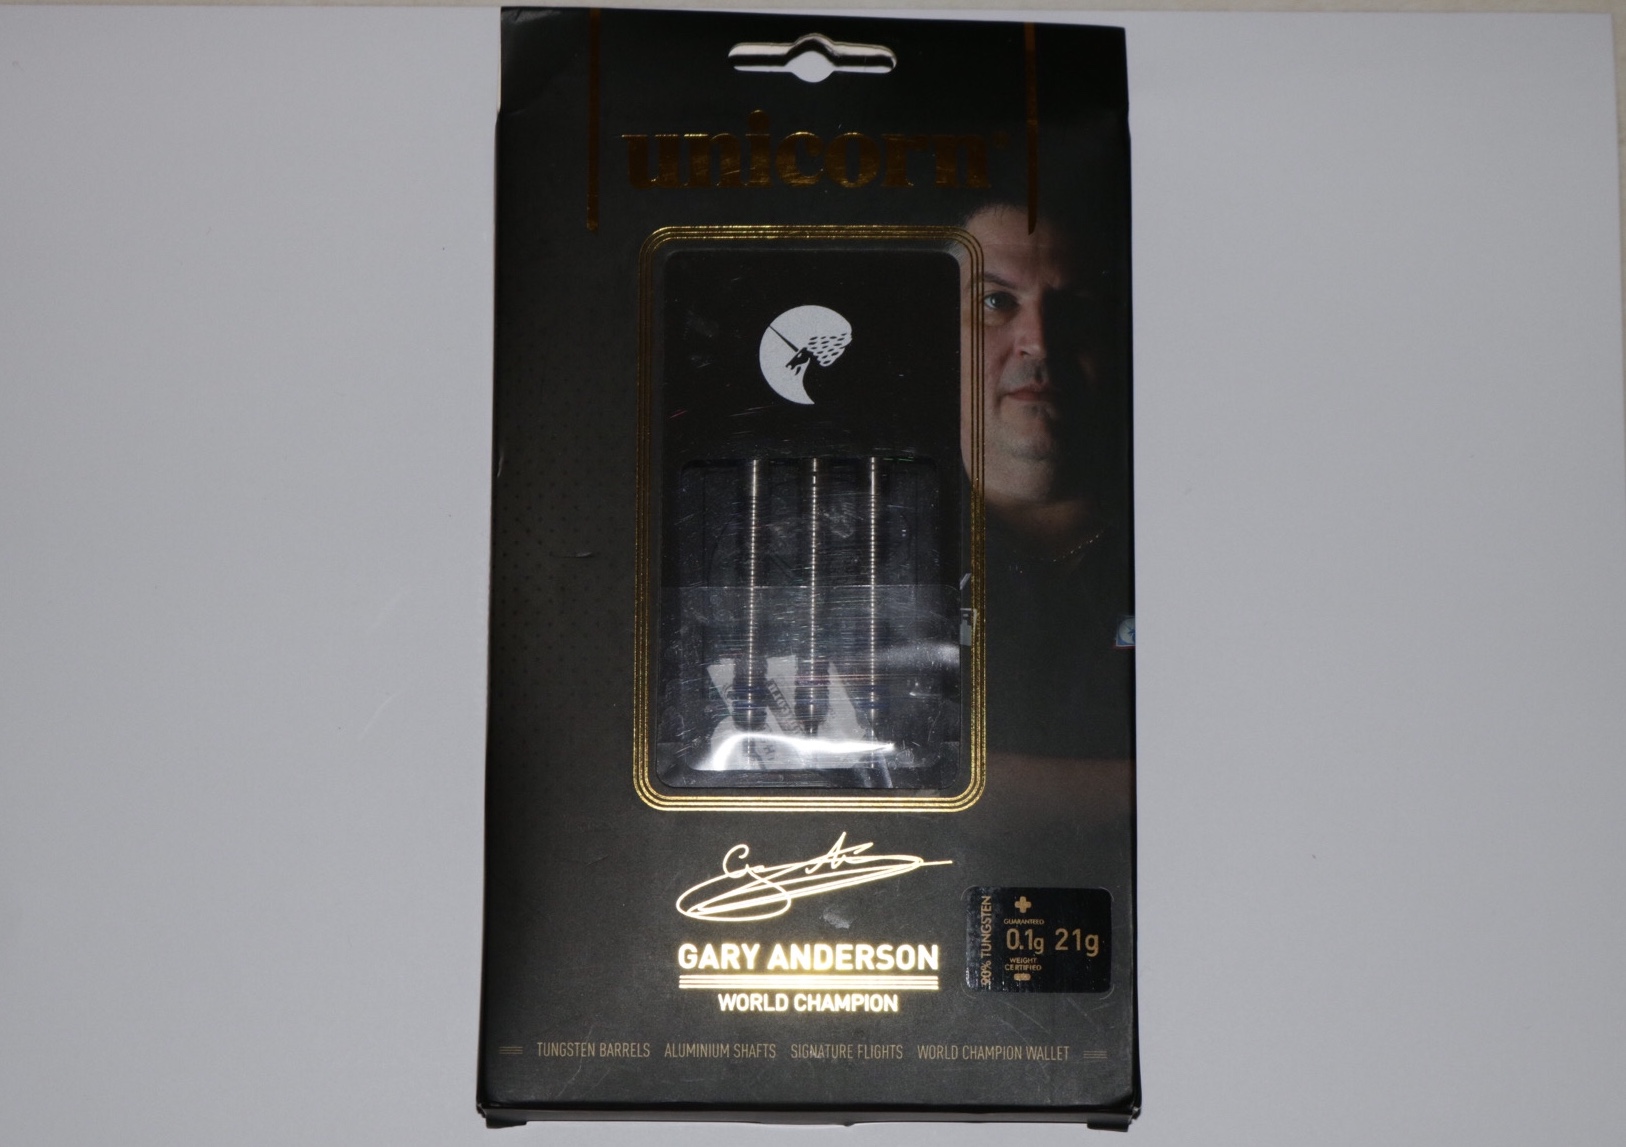 unicorn
GARY ANDERSON
WORLD CHAMPION
90% TUNGSTEN
GUARANTEED
0.1g 21g
WEIGHT
CERTIFIED
TUNGSTEN BARRELS ALUMINIUM SHAFTS SIGNATURE FLIGHTS WORLD CHAMPION WALLET